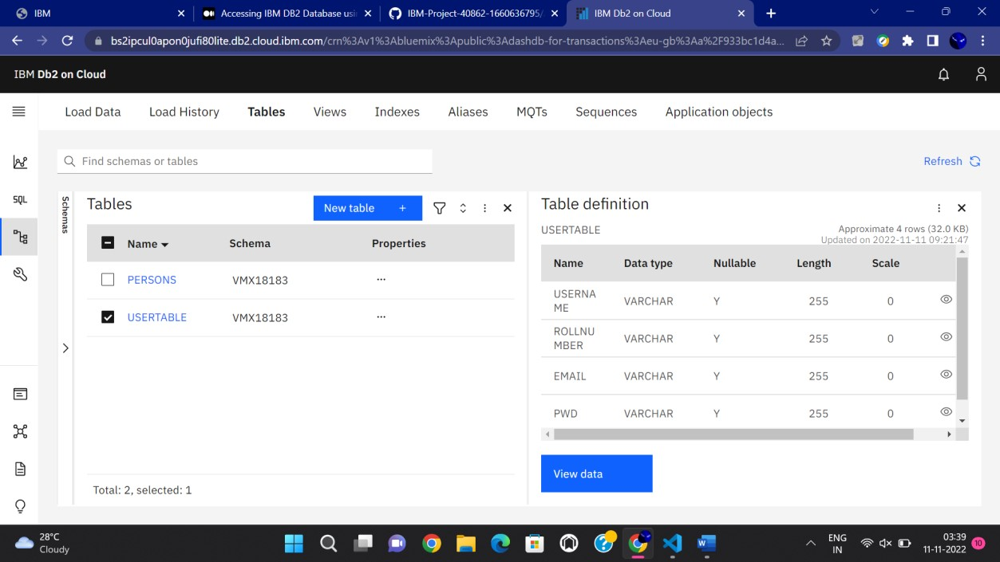 IBM
Accessing IBM DB2 Database usi
IBM-Project-40862-1660636795/
IBM Db2 on Cloud
bs2ipcul0apon0jufi80lite.db2.cloud.ibm.com/crn%3Av1%3Abluemix%3Apublic%3Adashdb-for-transactions%3Aeu-gb%3Aa%2F933bc1d4a...
IBM Db2 on Cloud
Load Data
Load History
Tables
Views
Indexes
Aliases
MQTs
Sequences
Application objects
Find schemas or tables
Refresh
SQL
Schemas
Tables
New table +
Name
Schema
Properties
PERSONS
VMX18183
...
USERTABLE
VMX18183
...
Total: 2, selected: 1
Table definition
USERTABLE
Approximate 4 rows (32.0 KB)
Updated on 2022-11-11 09:21:47
Name
Data type
Nullable
Length
Scale
USERNA
ME
VARCHAR
Y
255
0
ROLLNU
MBER
VARCHAR
Y
255
0
EMAIL
VARCHAR
Y
255
0
PWD
VARCHAR
Y
255
0
View data
28°C
Cloudy
ENG
IN
03:39
11-11-2022
10